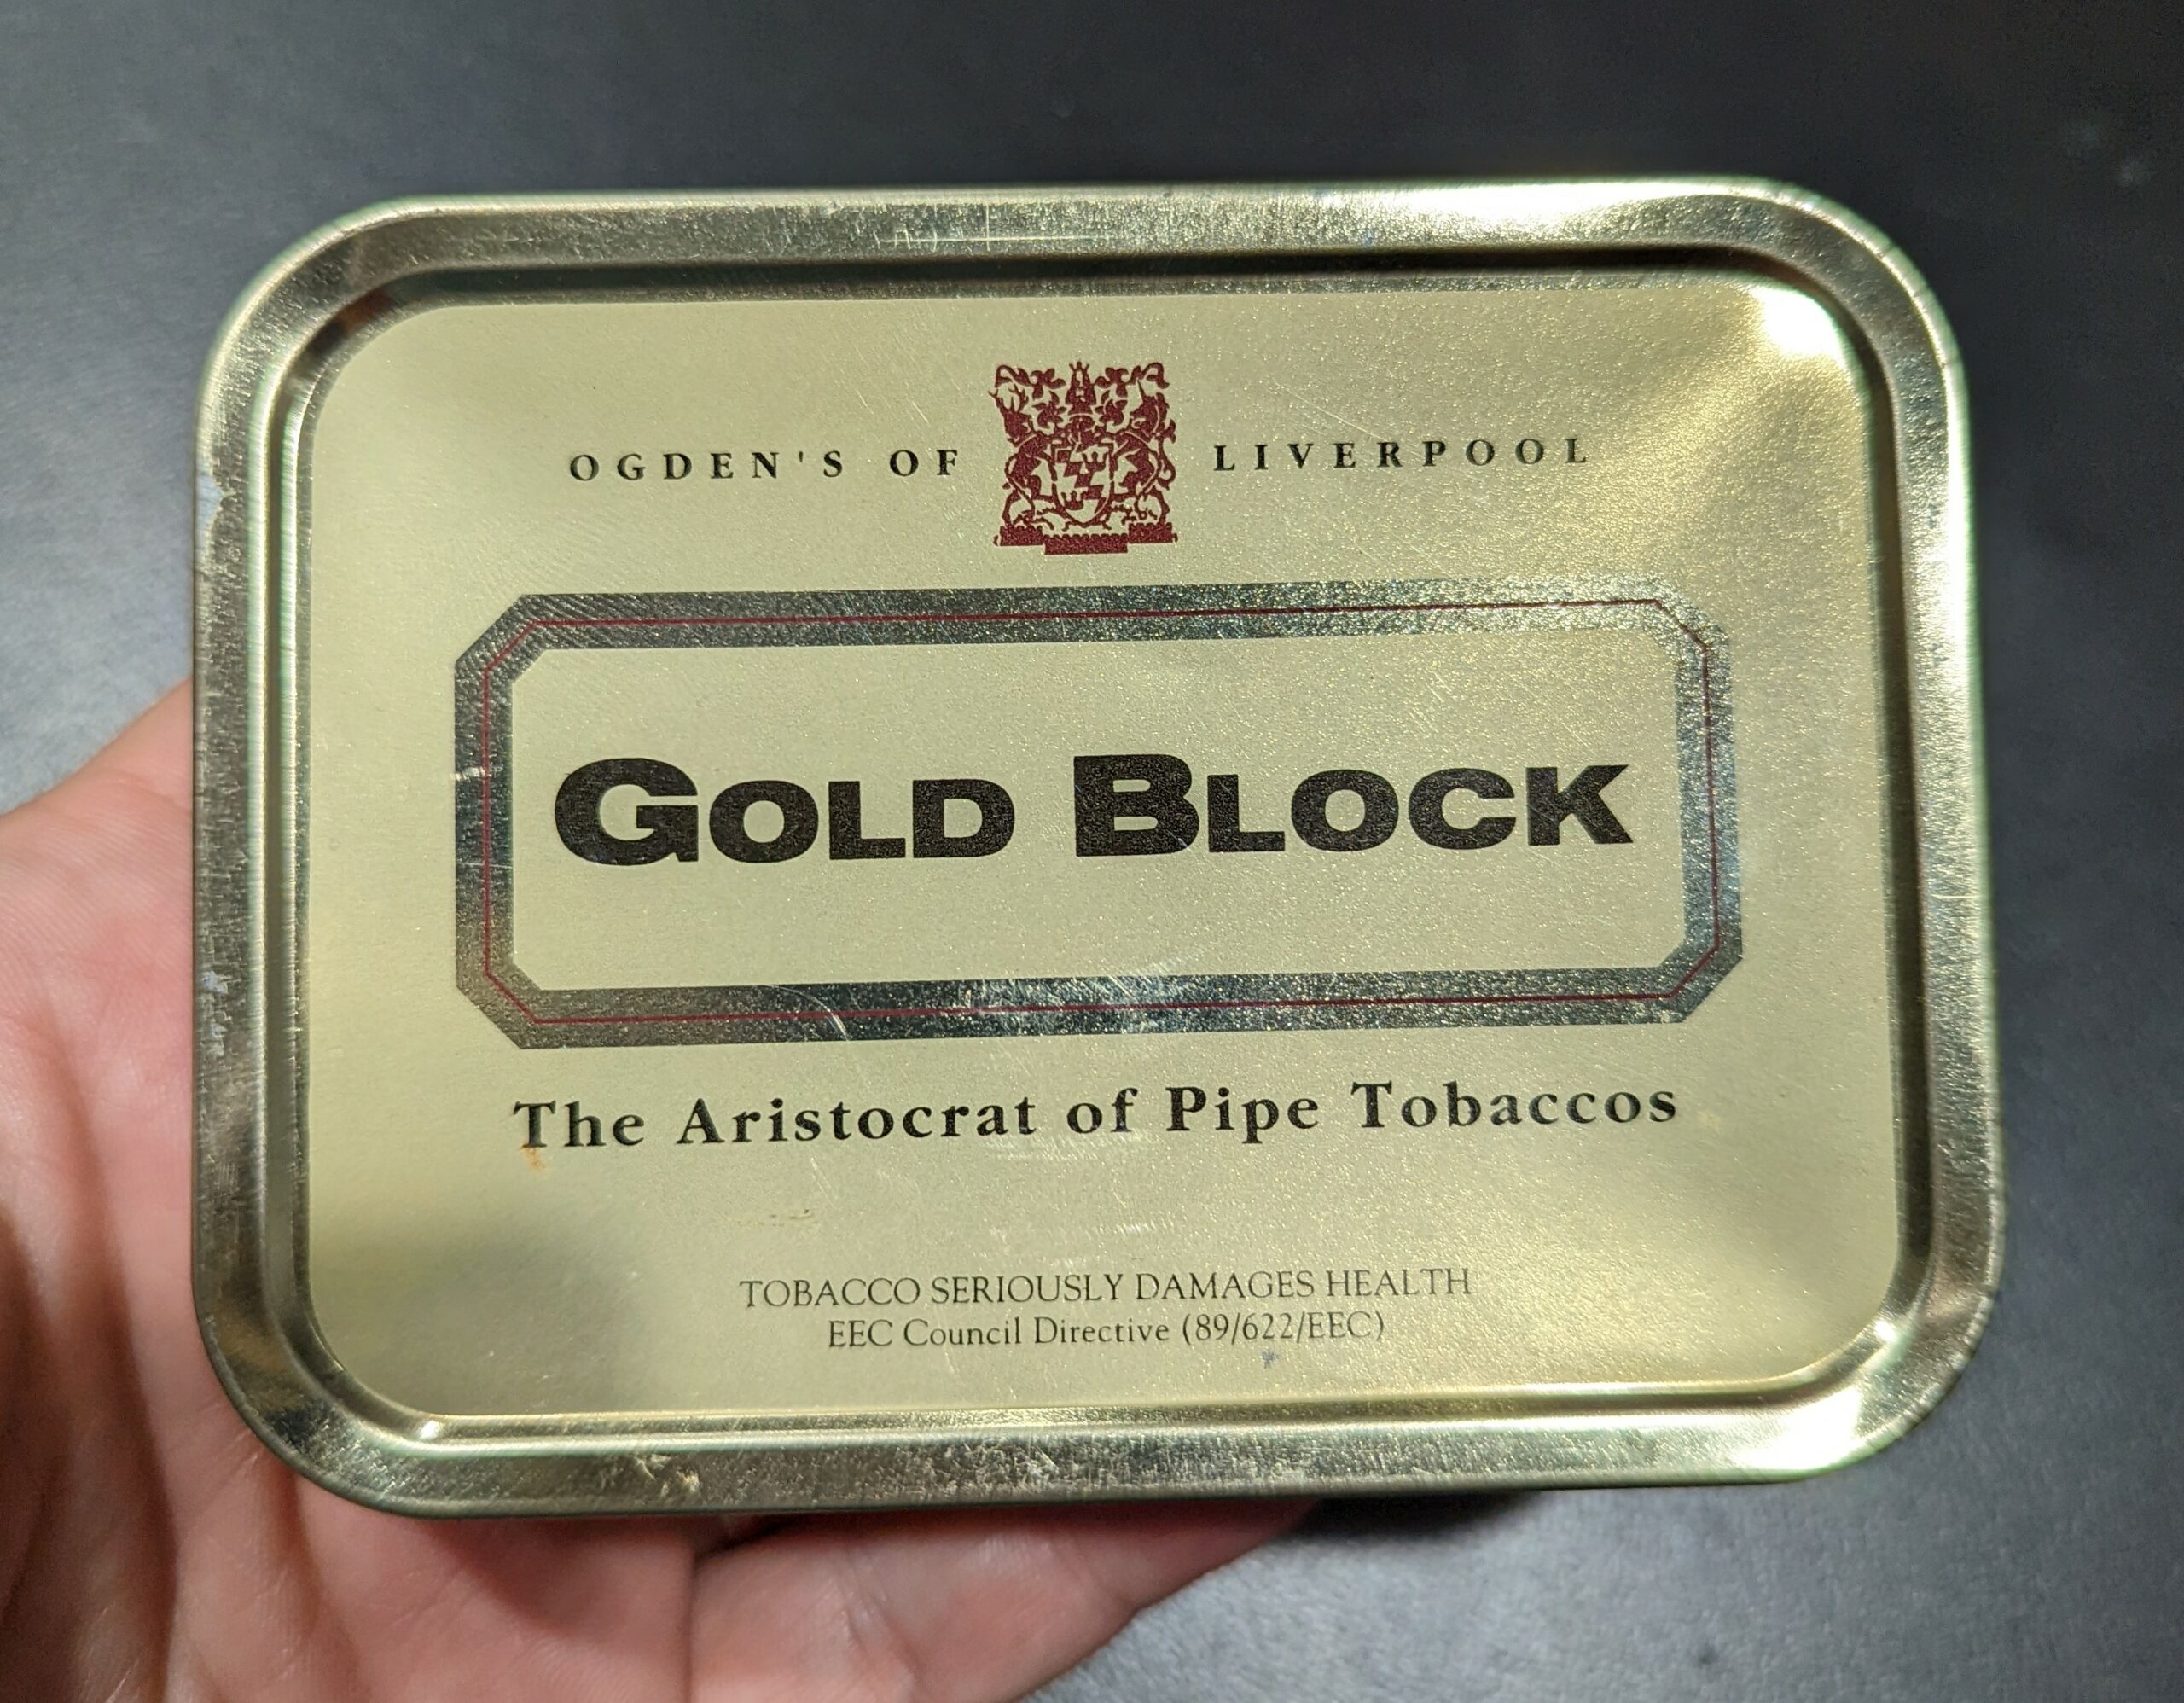 OGDEN'S OF LIVERPOOL
GOLD BLOCK
The Aristocrat of Pipe Tobaccos
TOBACCO SERIOUSLY DAMAGES HEALTH
EEC Council Directive (89/622/EEC)